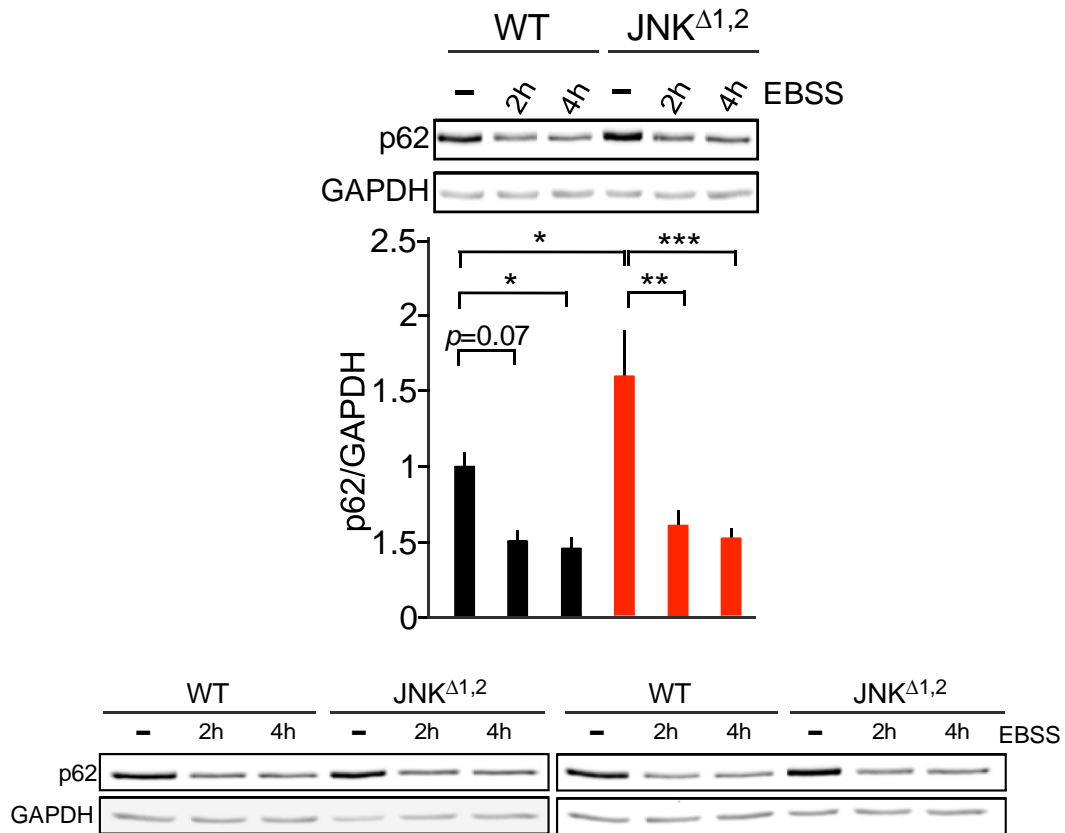 WT JNKΔ1,2
– 2h 4h – 2h 4h EBSS
p62
GAPDH
2.5
* ***
* **
2
p=0.07
1.5
1
1.5
0
p62/GAPDH
WT JNKΔ1,2 WT JNKΔ1,2
– 2h 4h – 2h 4h – 2h 4h – 2h 4h EBSS
p62
GAPDH